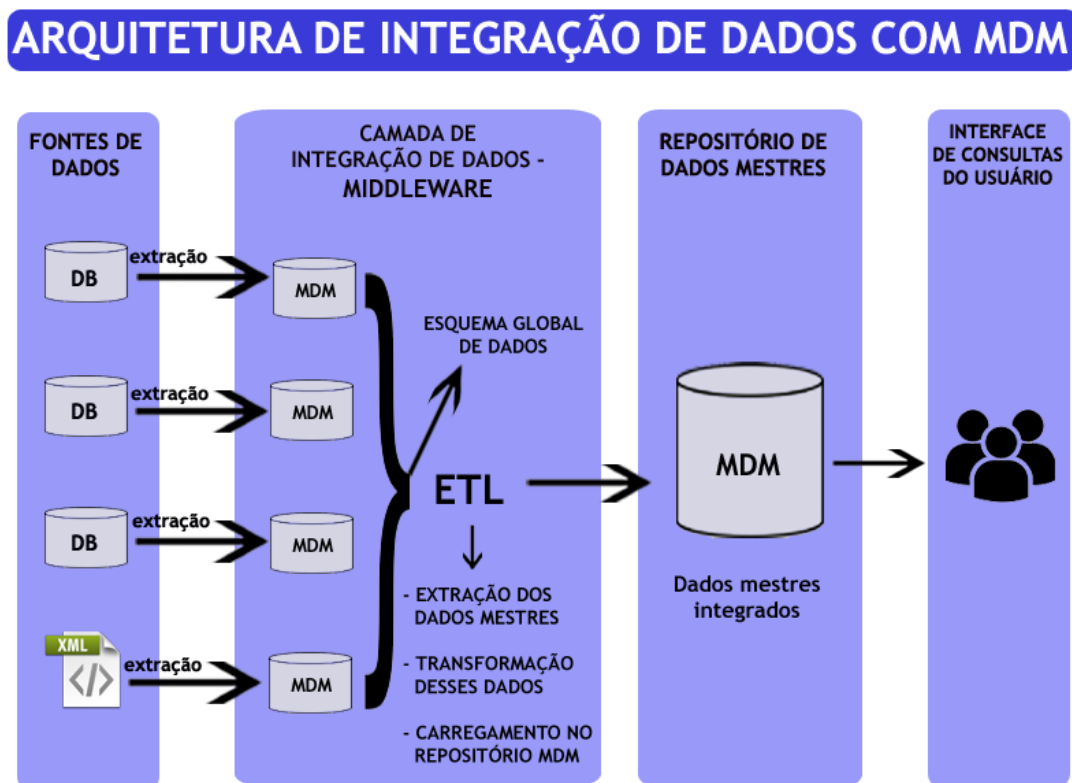 ARQUITETURA DE INTEGRAÇÃO DE DADOS COM MDM
FONTES DE
DADOS
DB
extração
DB
extração
DB
extração
XML
</>
extração
CAMADA DE
INTEGRAÇÃO DE DADOS -
MIDDLEWARE
MDM
MDM
MDM
MDM
ESQUEMA GLOBAL
DE DADOS
ETL
- EXTRAÇÃO DOS
DADOS MESTRES
- TRANSFORMAÇÃO
DESSES DADOS
- CARREGAMENTO NO
REPOSITÓRIO MDM
REPOSITÓRIO DE
DADOS MESTRES
MDM
Dados mestres
integrados
INTERFACE
DE CONSULTAS
DO USUÁRIO